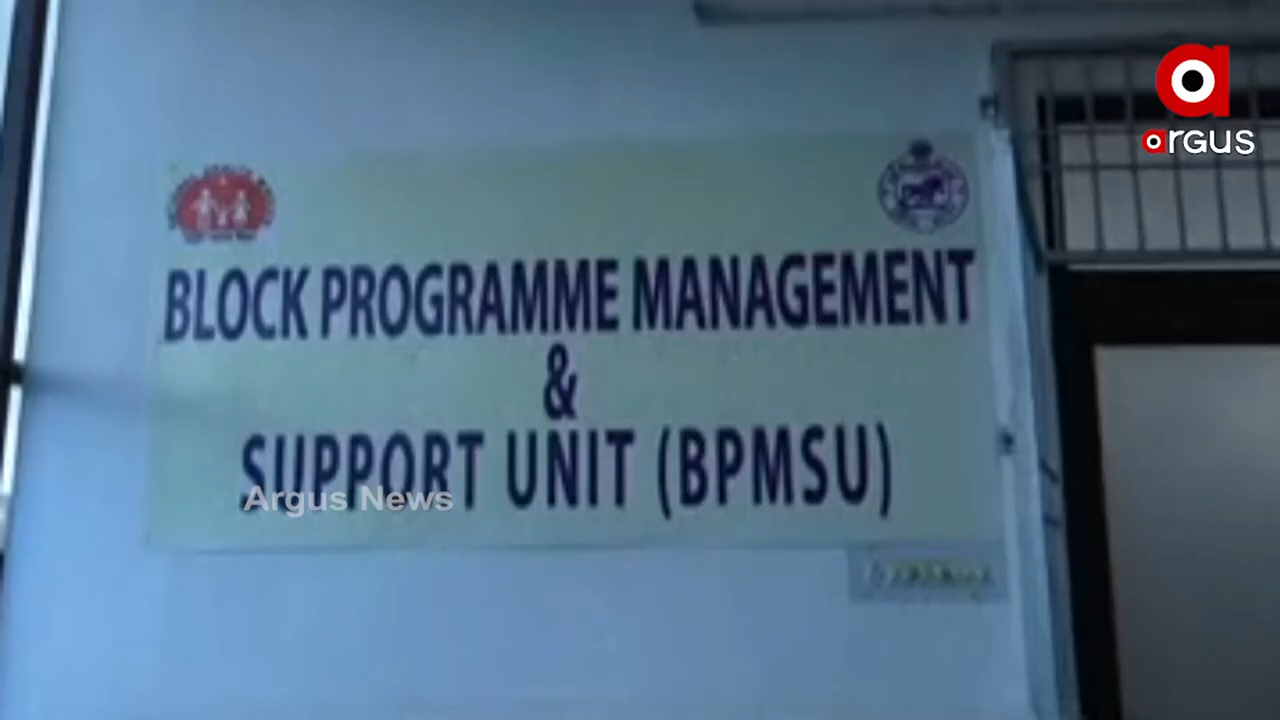 argus
BLOCK PROGRAMME MANAGEMENT
&
SUPPORT UNIT (BPMSU)
Argus News